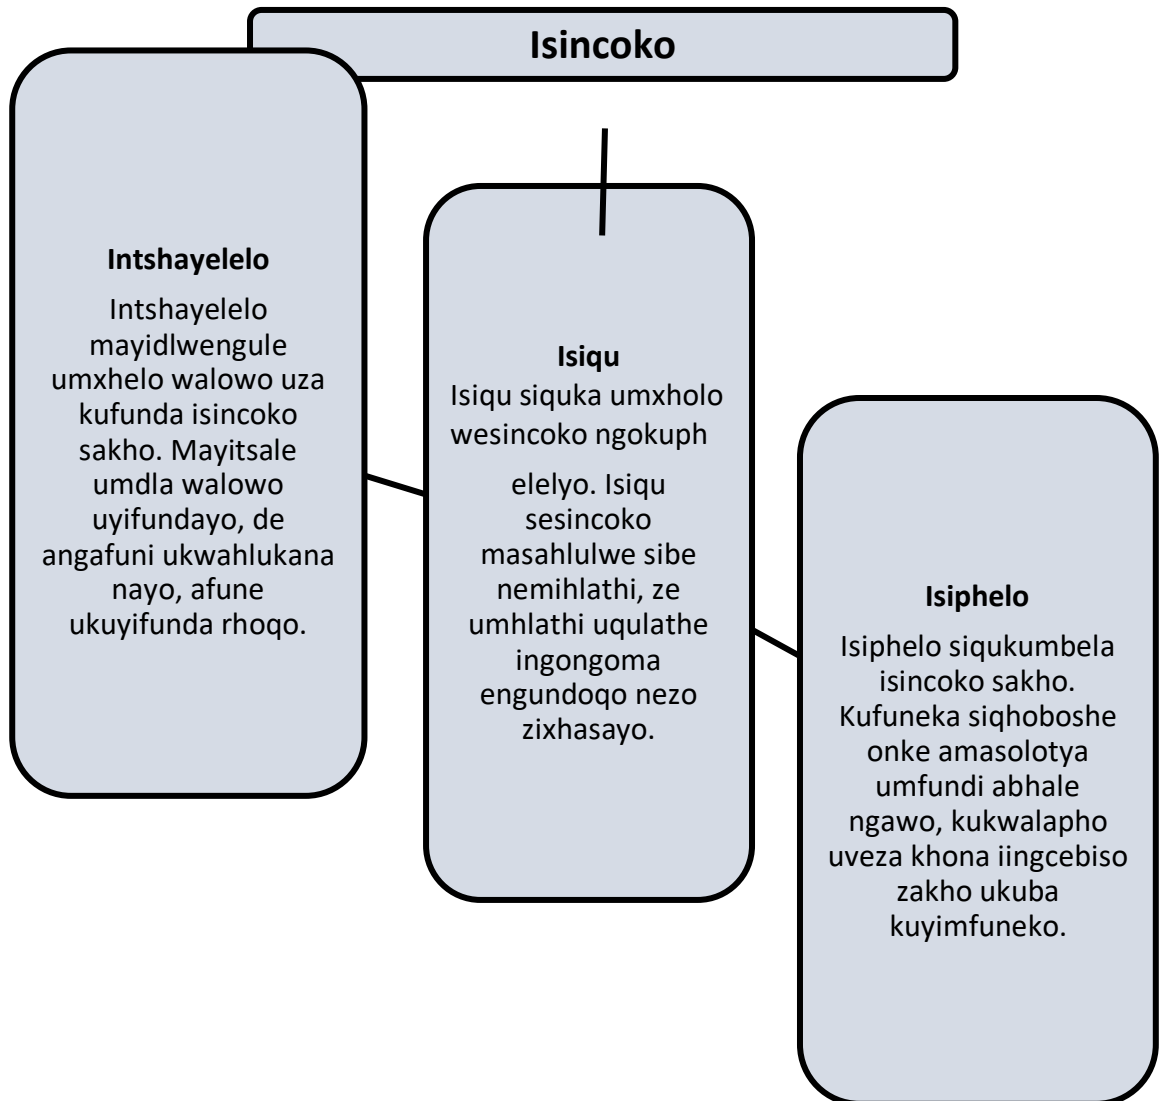 Isincoko
Intshayelelo
Intshayelelo
mayidlwengule
umxhelo walowo uza
kufunda isincoko
sakho. Mayitsale
umdla walowo
uyifundayo, de
angafuni ukwahlukana
nayo, afune
ukuyifunda rhoqo.
Isiqu
Isiqu siquka umxholo
wesincoko ngokuph
elelyo. Isiqu
sesincoko
masahlulwe sibe
nemihlathi, ze
umhlathi uqulathe
ingongoma
engundoqo nezo
zixhasayo.
Isiphelo
Isiphelo siqukumbela
isincoko sakho.
Kufuneka siqhoboshe
onke amasolotya
umfundi abhale
ngawo, kukwalapho
uveza khona iingcebiso
zakho ukuba
kuyimfuneko.